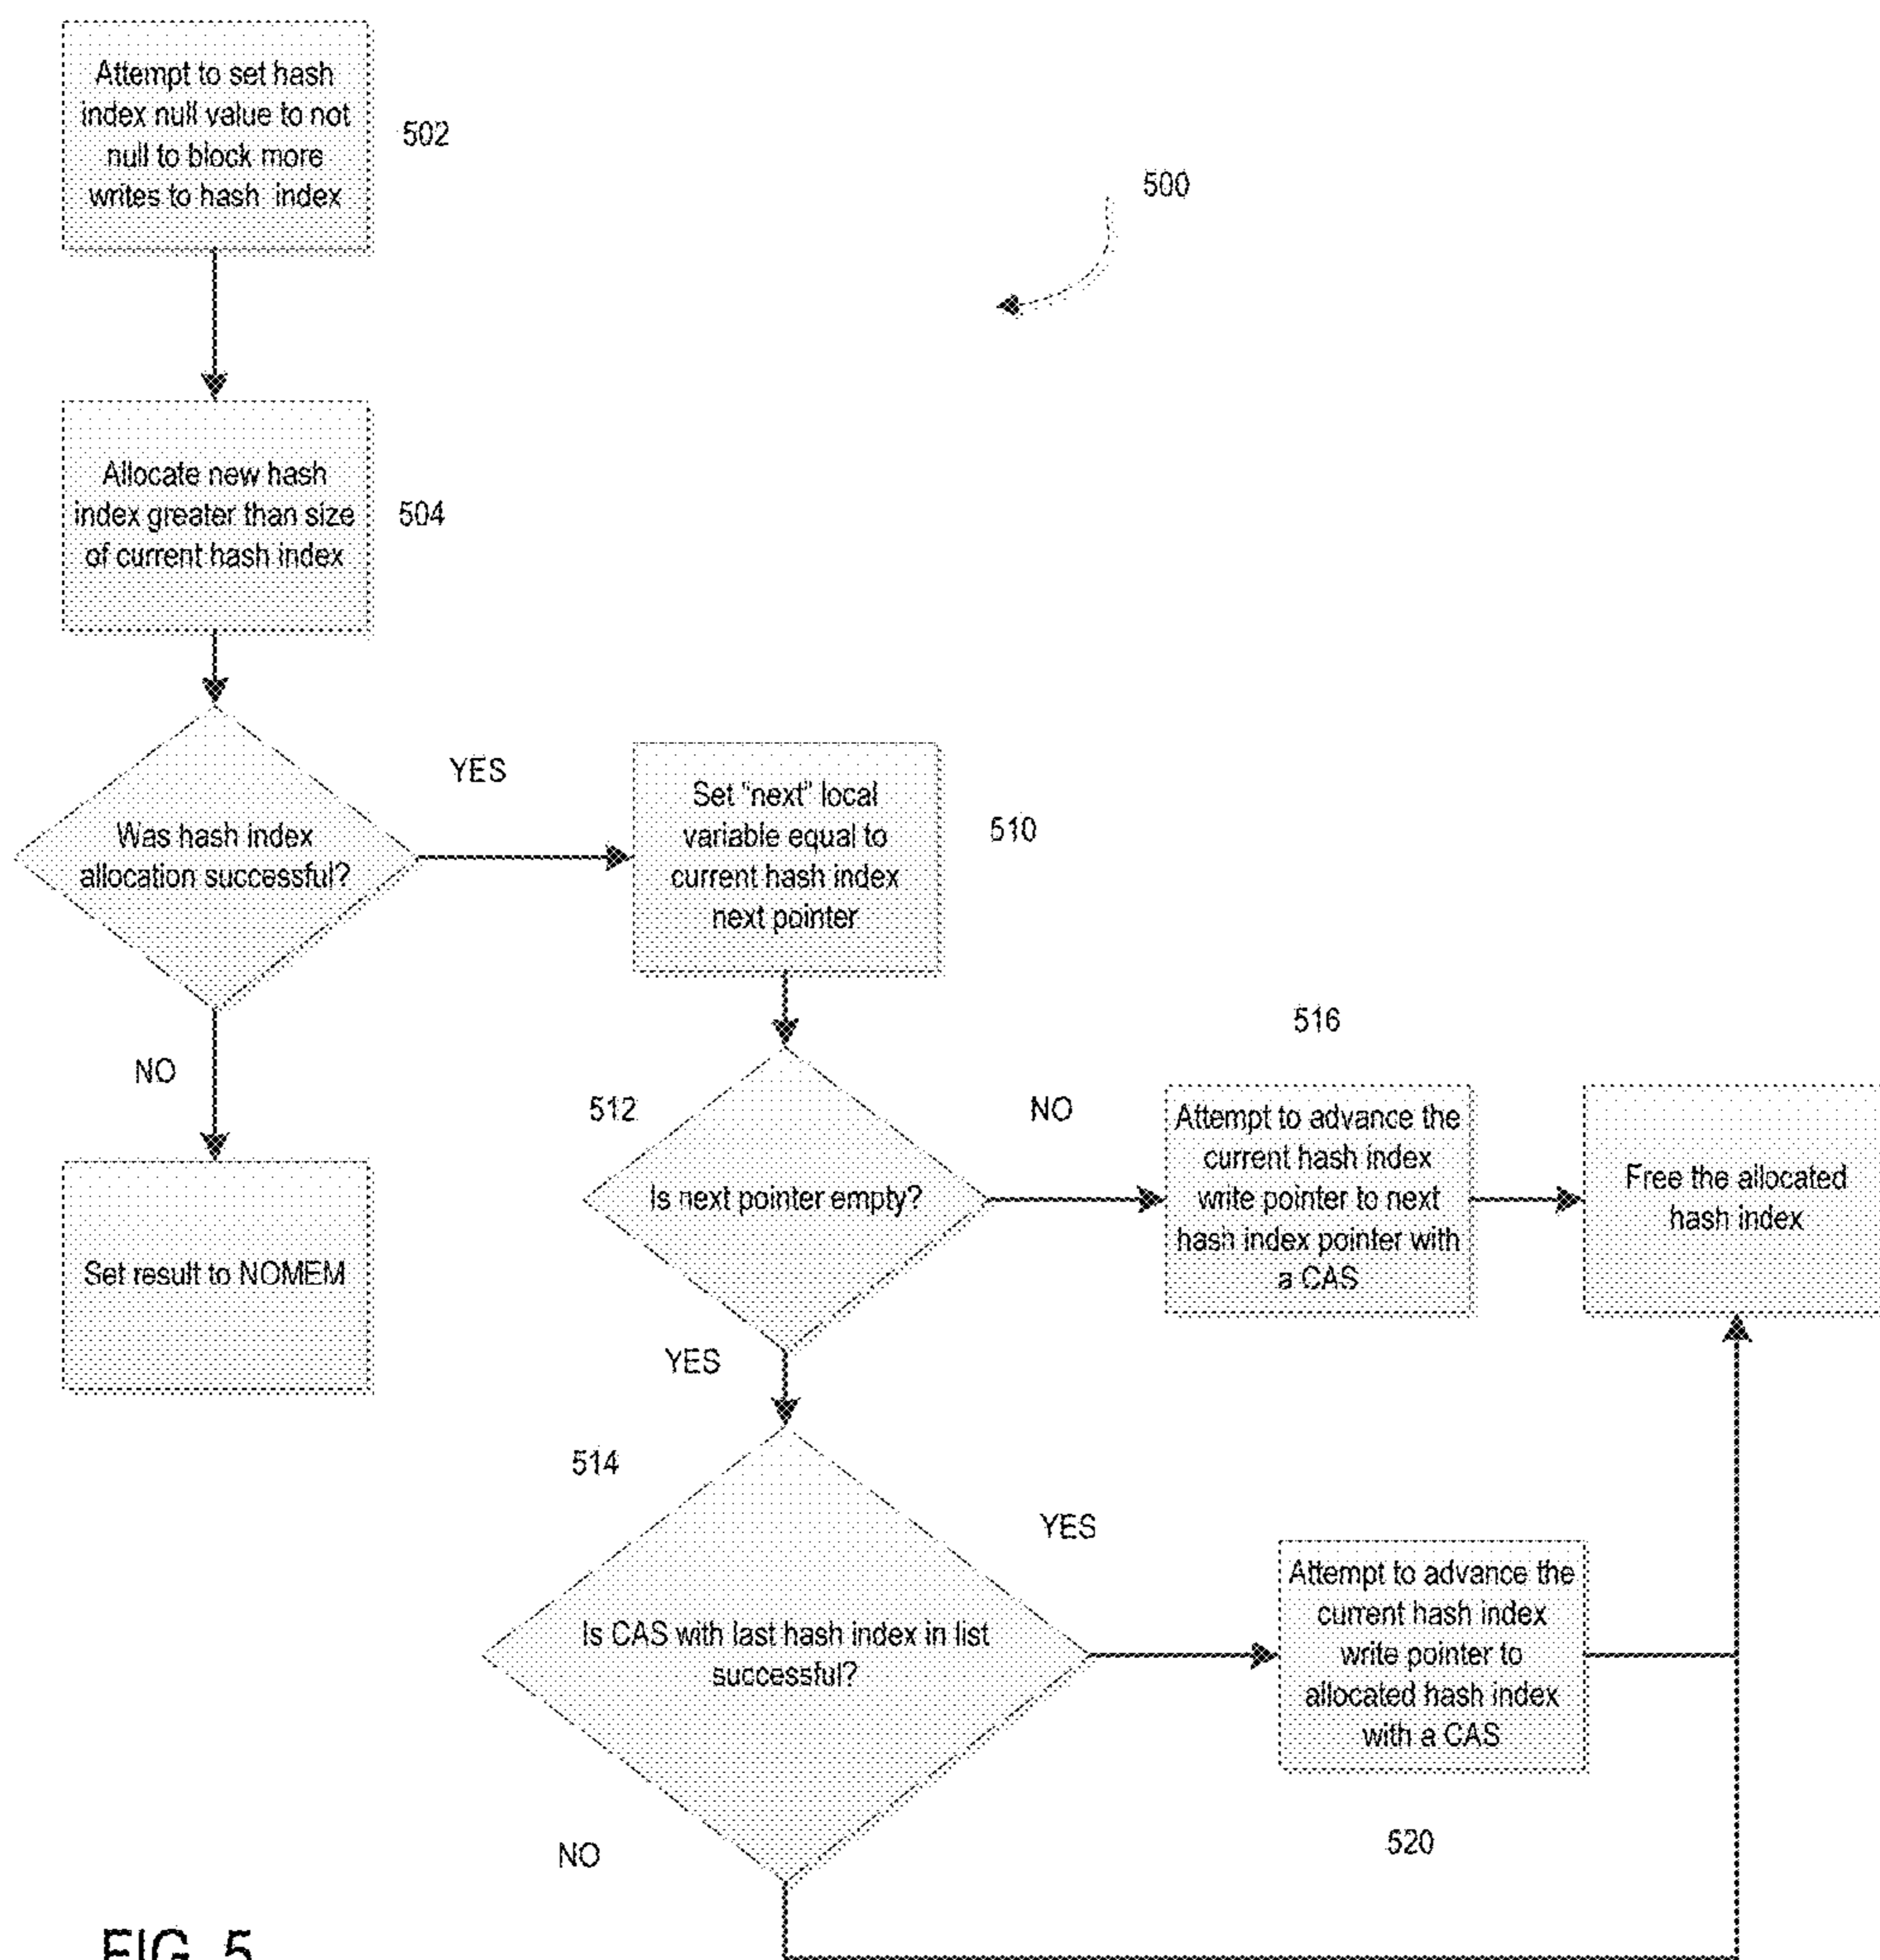 Attempt to set hash
index null value to not
null to block more
writes to hash index
502
500
Allocate new hash
index greater than size
of current hash index
504
Was hash index
allocation successful?
YES
Set "next" local
variable equal to
current hash index
next pointer
510
NO
Set result to NOMEM
512
Is next pointer empty?
NO
516
Attempt to advance the
current hash index
write pointer to next
hash index pointer with
a CAS
Free the allocated
hash index
YES
514
Is CAS with last hash index in list
successful?
YES
Attempt to advance the
current hash index
write pointer to
allocated hash index
with a CAS
520
NO
FIG. 5